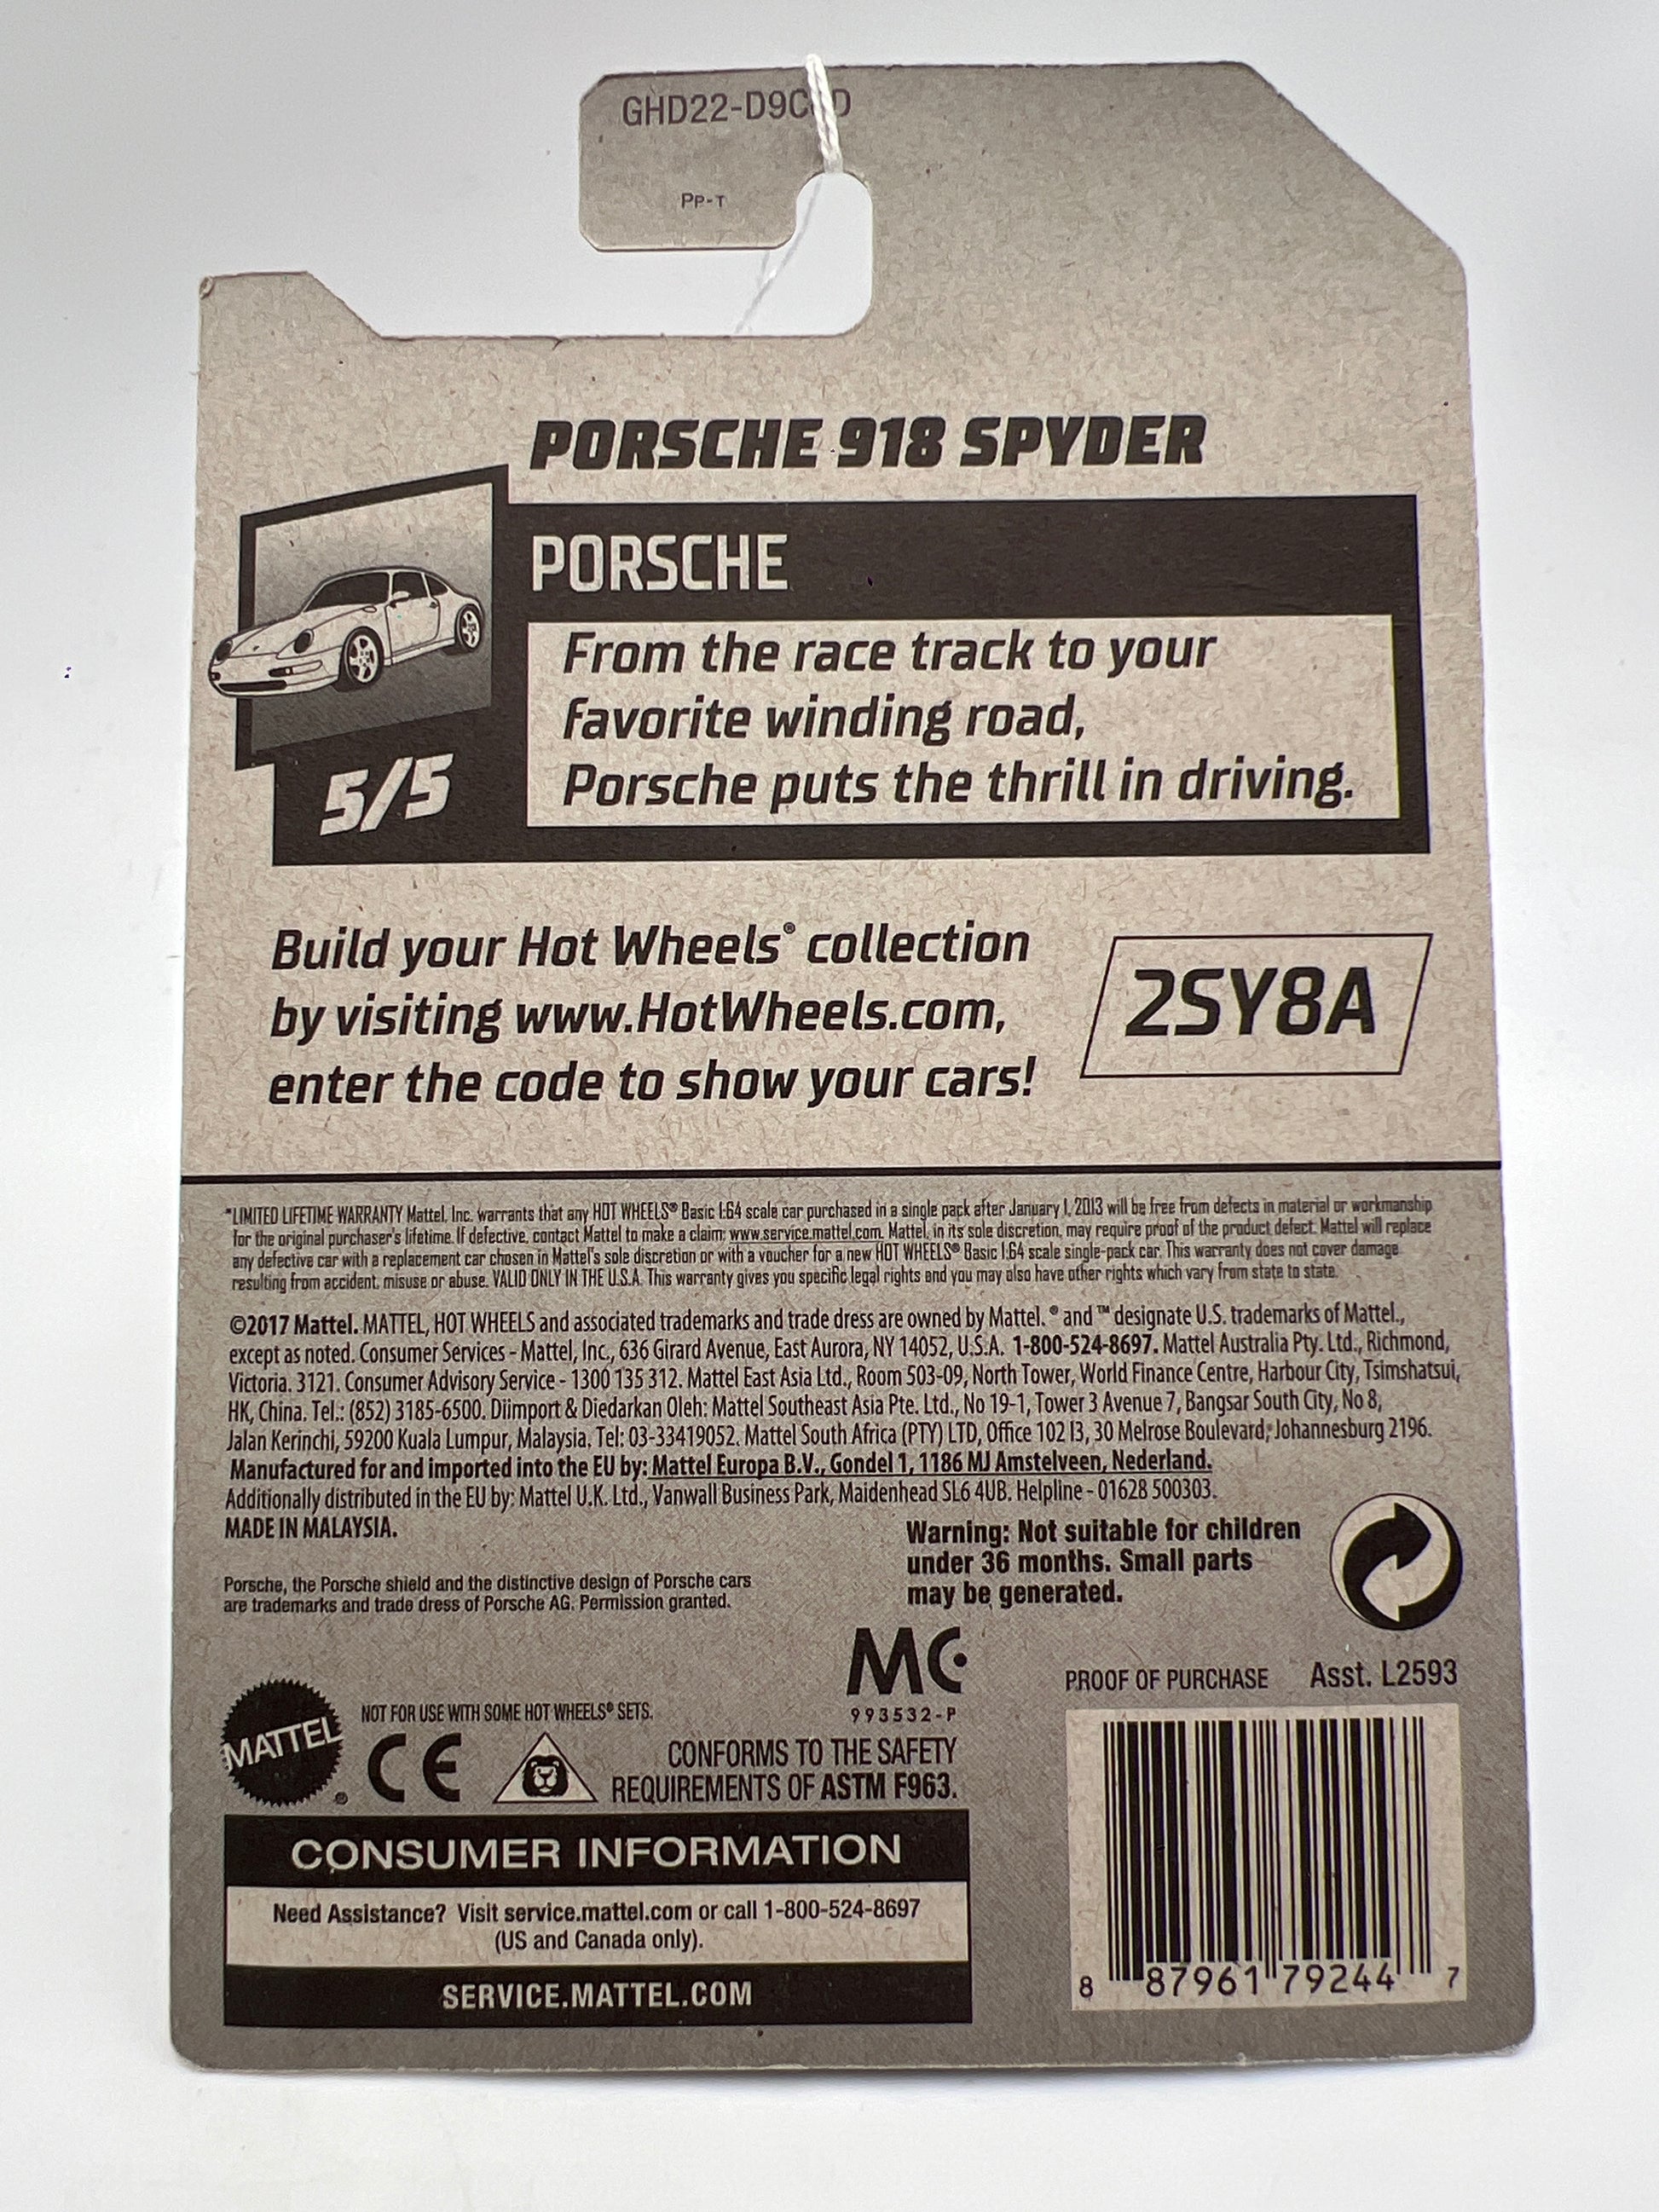 PP-T
PORSCHE 918 SPYDER
PORSCHE
From the race track to your
favorite winding road,
Porsche puts the thrill in driving.
5/5
Build your Hot Wheels® collection
by visiting www.HotWheels.com,
enter the code to show your cars!
2SY8A
*LIMITED LIFETIME WARRANTY Mattel, Inc. warrants that any HOT WHEELS® Basic 1:64 scale car purchased in a single pack after January 1, 2013 will be free from defects in material or workmanship
for the original purchaser's lifetime. If defective, contact Mattel to make a claim: www.service.mattel.com. Mattel, in its sole discretion, may require proof of the product defect. Mattel will replace
any defective car with a replacement car chosen in Mattel's sole discretion or with a voucher for a new HOT WHEELS® Basic 1:64 scale single-pack car. This warranty does not cover damage
resulting from accident, misuse or abuse. VALID ONLY IN THE U.S.A. This warranty gives you specific legal rights and you may also have other rights which vary from state to state.
©2017 Mattel. MATTEL, HOT WHEELS and associated trademarks and trade dress are owned by Mattel. ® and ™ designate U.S. trademarks of Mattel.,
except as noted. Consumer Services - Mattel, Inc., 636 Girard Avenue, East Aurora, NY 14052, U.S.A. 1-800-524-8697. Mattel Australia Pty. Ltd., Richmond,
Victoria. 3121. Consumer Advisory Service - 1300 135 312. Mattel East Asia Ltd., Room 503-09, North Tower, World Finance Centre, Harbour City, Tsimshatsui,
HK, China. Tel.: (852) 3185-6500. Diimport & Diedarkan Oleh: Mattel Southeast Asia Pte. Ltd., No 19-1, Tower 3 Avenue 7, Bangsar South City, No 8,
Jalan Kerinchi, 59200 Kuala Lumpur, Malaysia. Tel: 03-33419052. Mattel South Africa (PTY) LTD, Office 102 I3, 30 Melrose Boulevard, Johannesburg 2196.
Manufactured for and imported into the EU by: Mattel Europa B.V., Gondel 1, 1186 MJ Amstelveen, Nederland.
Additionally distributed in the EU by: Mattel U.K. Ltd., Vanwall Business Park, Maidenhead SL6 4UB. Helpline - 01628 500303.
MADE IN MALAYSIA.
Warning: Not suitable for children
under 36 months. Small parts
may be generated.
Porsche, the Porsche shield and the distinctive design of Porsche cars
are trademarks and trade dress of Porsche AG. Permission granted.
MC
993532-P
PROOF OF PURCHASE Asst. L2593
MATTEL®
NOT FOR USE WITH SOME HOT WHEELS® SETS.
CE
CONFORMS TO THE SAFETY
REQUIREMENTS OF ASTM F963.
CONSUMER INFORMATION
Need Assistance? Visit service.mattel.com or call 1-800-524-8697
(US and Canada only).
SERVICE.MATTEL.COM
8 87961 79244 7